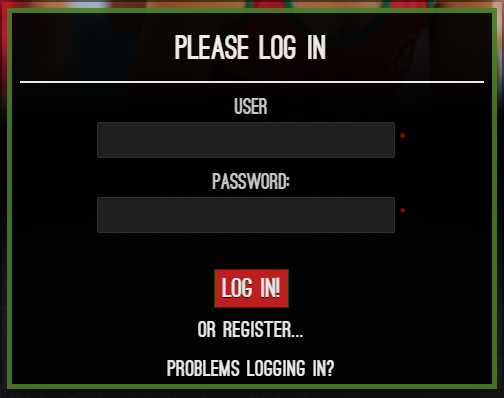 PLEASE LOG IN
USER
*
PASSWORD:
*
LOG IN!
OR REGISTER...
PROBLEMS LOGGING IN?